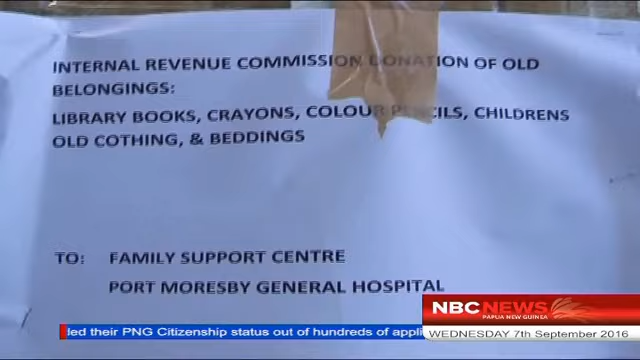 INTERNAL REVENUE COMMISSION DONATION OF OLD
BELONGINGS:
LIBRARY BOOKS, CRAYONS, COLOUR PENCILS, CHILDRENS
OLD COTHING, & BEDDINGS
TO: FAMILY SUPPORT CENTRE
PORT MORESBY GENERAL HOSPITAL
NBC NEWS
PAPUA NEW GUINEA
ded their PNG Citizenship status out of hundreds of appli
WEDNESDAY 7th September 2016